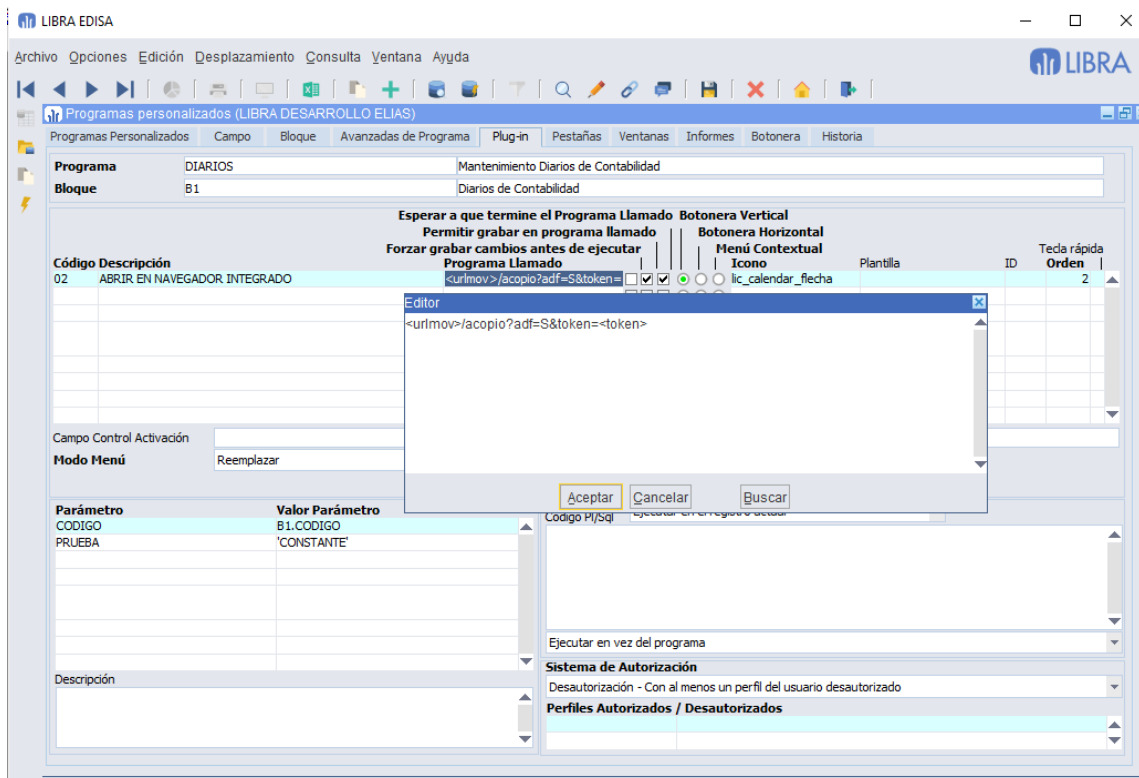 LIBRA EDISA
Archivo Opciones Edición Desplazamiento Consulta Ventana Ayuda
LIBRA
Programas personalizados (LIBRA DESARROLLO ELIAS)
Programas Personalizados Campo Bloque Avanzadas de Programa Plug-in Pestañas Ventanas Informes Botonera Historia
Programa DIARIOS Mantenimiento Diarios de Contabilidad
Bloque B1 Diarios de Contabilidad
Esperar a que termine el Programa Llamado Botonera Vertical
Permitir grabar en programa llamado Botonera Horizontal
Forzar grabar cambios antes de ejecutar Menú Contextual Tecla rápida
Código Descripción Programa Llamado Icono Plantilla ID Orden
02 ABRIR EN NAVEGADOR INTEGRADO <urlmov>/acopio?adf=S&token= lic_calendar_flecha 2
Editor
<urlmov>/acopio?adf=S&token=<token>
Aceptar Cancelar Buscar
Campo Control Activación
Modo Menú Reemplazar
Parámetro Valor Parámetro
CODIGO B1.CODIGO
PRUEBA 'CONSTANTE'
Descripción
Código Pl/Sql Ejecutar en el registro actual
Ejecutar en vez del programa
Sistema de Autorización
Desautorización - Con al menos un perfil del usuario desautorizado
Perfiles Autorizados / Desautorizados